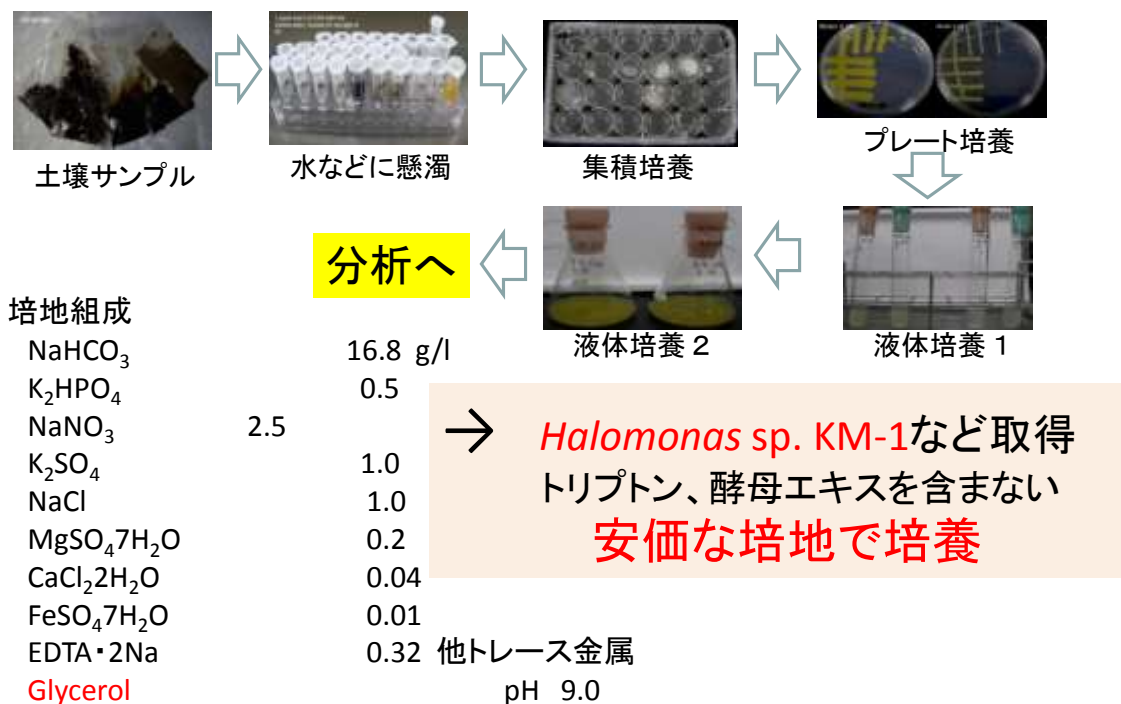 土壌サンプル
水などに懸濁
集積培養
プレート培養
液体培養 1
液体培養 2
分析へ
培地組成
NaHCO₃ 16.8 g/l
K₂HPO₄ 0.5
NaNO₃ 2.5
K₂SO₄ 1.0
NaCl 1.0
MgSO₄7H₂O 0.2
CaCl₂2H₂O 0.04
FeSO₄7H₂O 0.01
EDTA・2Na 0.32 他トレース金属
Glycerol pH 9.0
→ Halomonas sp. KM-1など取得
トリプトン、酵母エキスを含まない
安価な培地で培養